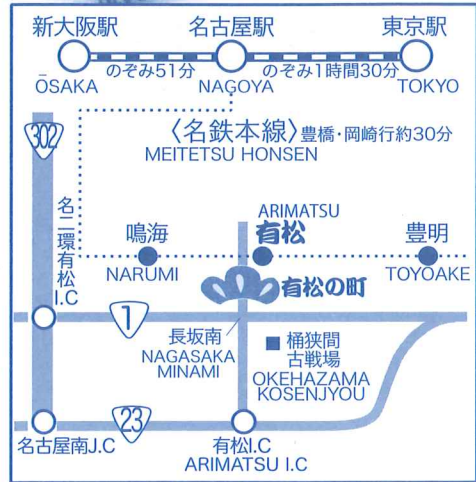 新大阪駅 名古屋駅 東京駅
のぞみ51分 のぞみ1時間30分
ŌSAKA NAGOYA TOKYO
302
〈名鉄本線〉豊橋・岡崎行約30分
MEITETSU HONSEN
名二環有松I.C
ARIMATSU
鳴海 有松 豊明
NARUMI TOYOAKE
有松の町
1
長坂南
NAGASAKA
MINAMI
桶狭間
古戦場
OKEHAZAMA
KOSENJYOU
23
名古屋南J.C 有松I.C
ARIMATSU I.C